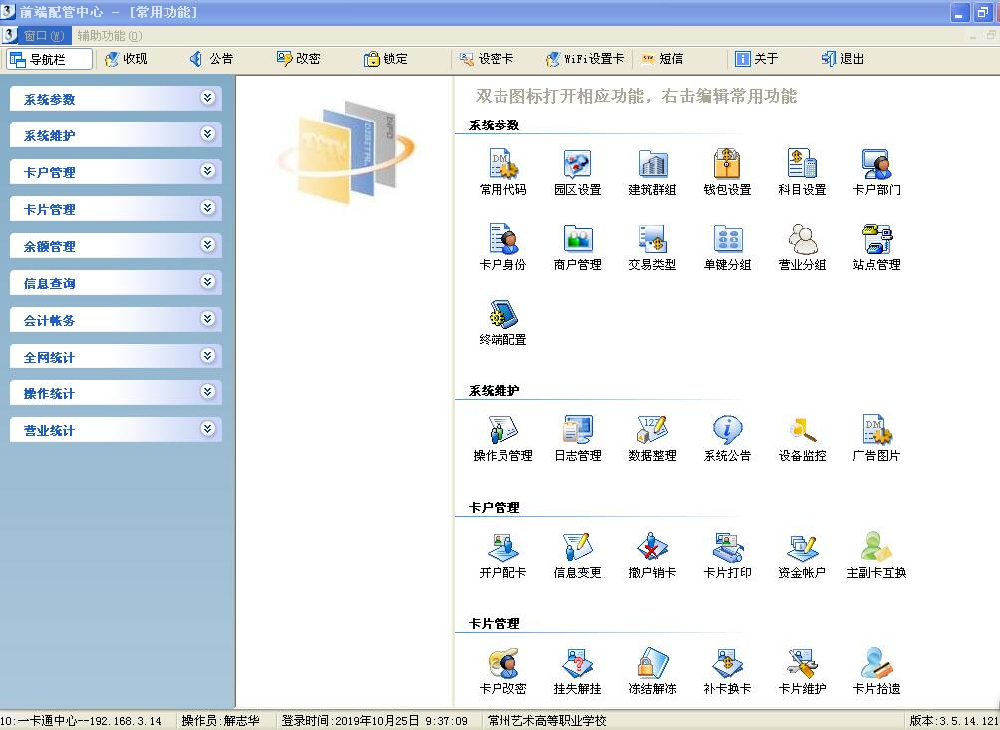 前端配管中心 - [常用功能]
窗口(W) 辅助功能(Q)
导航栏 收现 公告 改密 锁定 设密卡 WiFi设置卡 短信 关于 退出
系统参数
系统维护
卡户管理
卡片管理
余额管理
信息查询
会计帐务
全网统计
操作统计
营业统计
INFO
DIGITAL
双击图标打开相应功能，右击编辑常用功能
系统参数
常用代码 园区设置 建筑群组 钱包设置 科目设置 卡户部门
卡户身份 商户管理 交易类型 单键分组 营业分组 站点管理
终端配置
系统维护
操作员管理 日志管理 数据整理 系统公告 设备监控 广告图片
卡户管理
开户配卡 信息变更 撤户销卡 卡片打印 资金帐户 主副卡互换
卡片管理
卡户改密 挂失解挂 冻结解冻 补卡换卡 卡片维护 卡片拾遗
10:一卡通中心--192.168.3.14 操作员:解志华 登录时间:2019年10月25日 9:37:09 常州艺术高等职业学校 版本:3.5.14.121